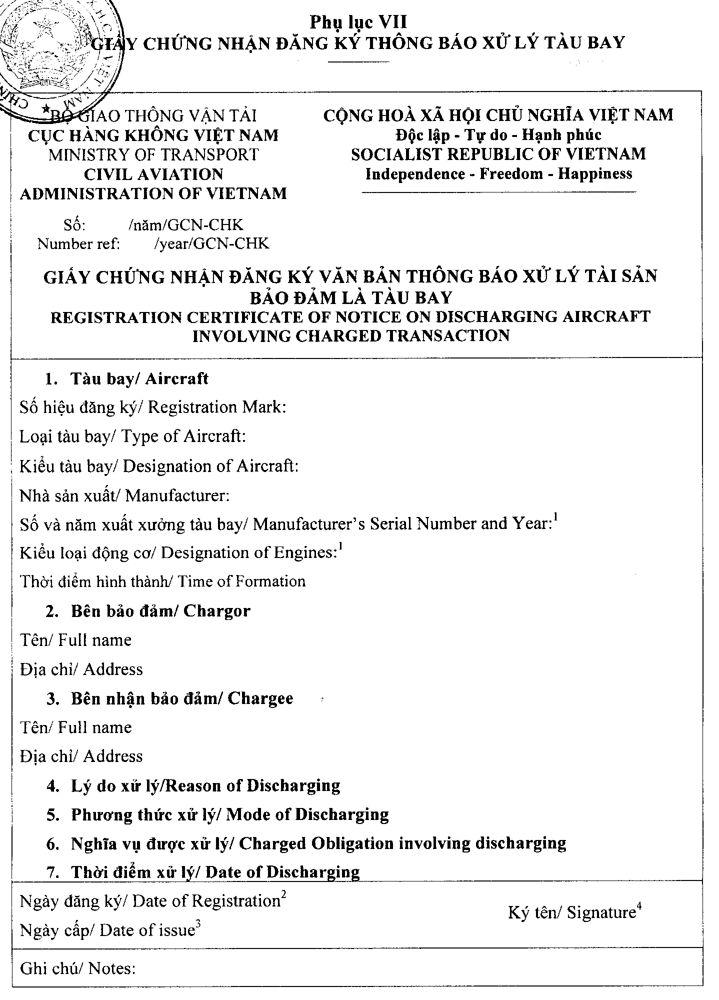 Phụ lục VII
GIẤY CHỨNG NHẬN ĐĂNG KÝ THÔNG BÁO XỬ LÝ TÀU BAY
BỘ GIAO THÔNG VẬN TẢI
CỤC HÀNG KHÔNG VIỆT NAM
MINISTRY OF TRANSPORT
CIVIL AVIATION
ADMINISTRATION OF VIETNAM
CỘNG HOÀ XÃ HỘI CHỦ NGHĨA VIỆT NAM
Độc lập - Tự do - Hạnh phúc
SOCIALIST REPUBLIC OF VIETNAM
Independence - Freedom - Happiness
Số: /năm/GCN-CHK
Number ref: /year/GCN-CHK
GIẤY CHỨNG NHẬN ĐĂNG KÝ VĂN BẢN THÔNG BÁO XỬ LÝ TÀI SẢN
BẢO ĐẢM LÀ TÀU BAY
REGISTRATION CERTIFICATE OF NOTICE ON DISCHARGING AIRCRAFT
INVOLVING CHARGED TRANSACTION
1. Tàu bay/ Aircraft
Số hiệu đăng ký/ Registration Mark:
Loại tàu bay/ Type of Aircraft:
Kiểu tàu bay/ Designation of Aircraft:
Nhà sản xuất/ Manufacturer:
Số và năm xuất xưởng tàu bay/ Manufacturer's Serial Number and Year:¹
Kiểu loại động cơ/ Designation of Engines:¹
Thời điểm hình thành/ Time of Formation
2. Bên bảo đảm/ Chargor
Tên/ Full name
Địa chỉ/ Address
3. Bên nhận bảo đảm/ Chargee
Tên/ Full name
Địa chỉ/ Address
4. Lý do xử lý/Reason of Discharging
5. Phương thức xử lý/ Mode of Discharging
6. Nghĩa vụ được xử lý/ Charged Obligation involving discharging
7. Thời điểm xử lý/ Date of Discharging
Ngày đăng ký/ Date of Registration²
Ngày cấp/ Date of issue³
Ký tên/ Signature⁴
Ghi chú/ Notes: